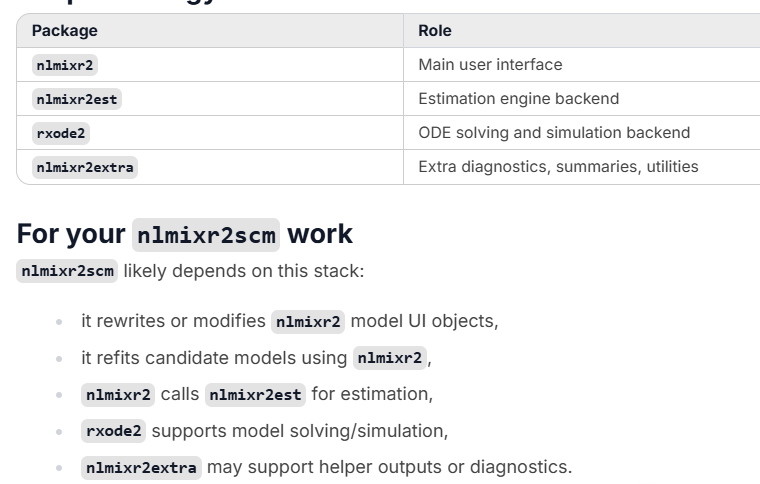 Package Role
nlmixr2 Main user interface
nlmixr2est Estimation engine backend
rxode2 ODE solving and simulation backend
nlmixr2extra Extra diagnostics, summaries, utilities
For your nlmixr2scm work
nlmixr2scm likely depends on this stack:
it rewrites or modifies nlmixr2 model UI objects,
it refits candidate models using nlmixr2,
nlmixr2 calls nlmixr2est for estimation,
rxode2 supports model solving/simulation,
nlmixr2extra may support helper outputs or diagnostics.